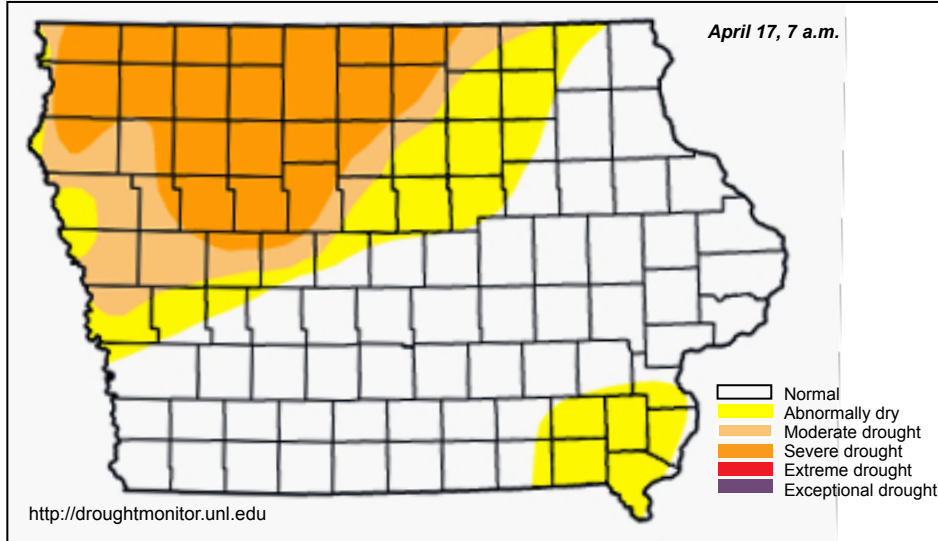 April 17, 7 a.m.
Normal
Abnormally dry
Moderate drought
Severe drought
Extreme drought
Exceptional drought
http://droughtmonitor.unl.edu